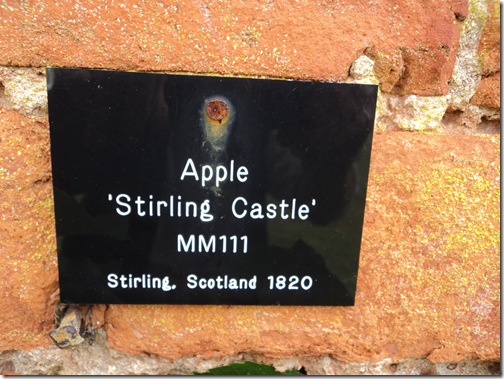 Apple
'Stirling Castle'
MM111
Stirling. Scotland 1820